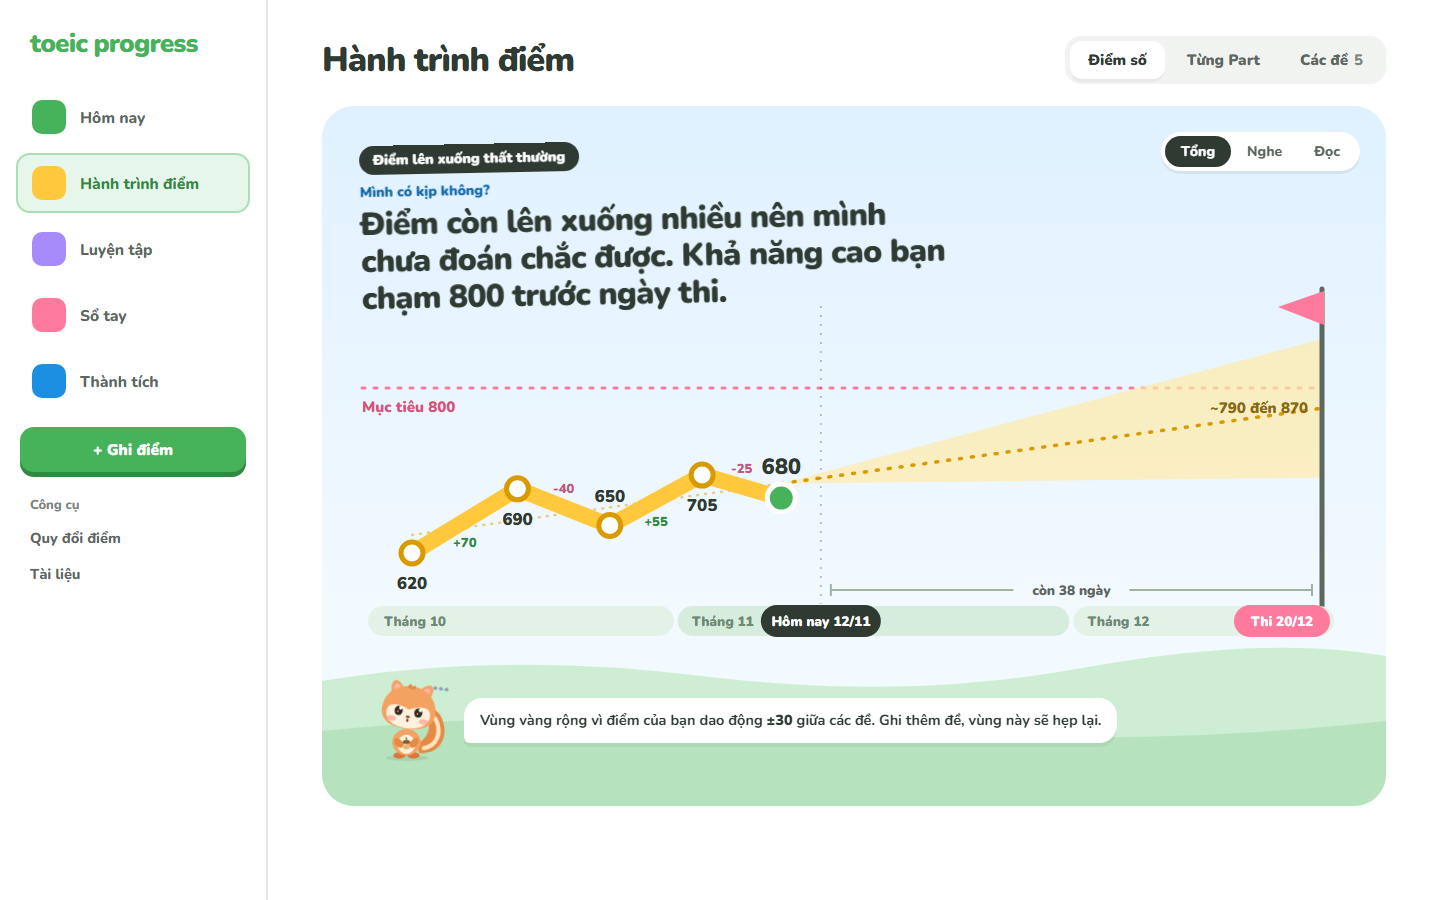 toeic progress
Hôm nay
Hành trình điểm
Luyện tập
Sổ tay
Thành tích
+ Ghi điểm
Công cụ
Quy đổi điểm
Tài liệu
Hành trình điểm
Điểm số
Từng Part
Các đề 5
Điểm lên xuống thất thường
Tổng
Nghe
Đọc
Mình có kịp không?
Điểm còn lên xuống nhiều nên mình
chưa đoán chắc được. Khả năng cao bạn
chạm 800 trước ngày thi.
Mục tiêu 800
~790 đến 870
620
+70
690
-40
650
+55
705
-25
680
còn 38 ngày
Tháng 10
Tháng 11
Hôm nay 12/11
Tháng 12
Thi 20/12
Vùng vàng rộng vì điểm của bạn dao động ±30 giữa các đề. Ghi thêm đề, vùng này sẽ hẹp lại.